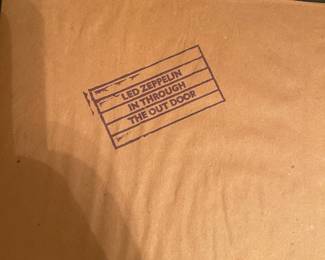 LED ZEPPELIN
IN THROUGH
THE OUT DOOR